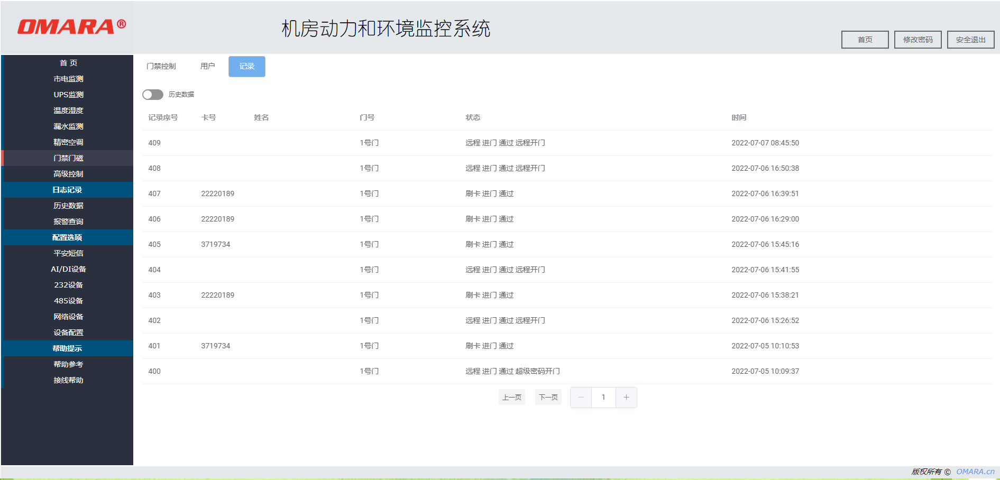 OMARA®
机房动力和环境监控系统
首页 修改密码 安全退出
首 页
市电监测
UPS监测
温度湿度
漏水监测
精密空调
门禁门磁
高级控制
日志记录
历史数据
报警查询
配置选项
平安短信
AI/DI设备
232设备
485设备
网络设备
设备配置
帮助提示
帮助参考
接线帮助
门禁控制 用户 记录
历史数据
记录序号 卡号 姓名 门号 状态 时间
409 1号门 远程 进门 通过 远程开门 2022-07-07 08:45:50
408 1号门 远程 进门 通过 远程开门 2022-07-06 16:50:38
407 22220189 1号门 刷卡 进门 通过 2022-07-06 16:39:51
406 22220189 1号门 刷卡 进门 通过 2022-07-06 16:29:00
405 3719734 1号门 刷卡 进门 通过 2022-07-06 15:45:16
404 1号门 远程 进门 通过 远程开门 2022-07-06 15:41:55
403 22220189 1号门 刷卡 进门 通过 2022-07-06 15:38:21
402 1号门 远程 进门 通过 远程开门 2022-07-06 15:26:52
401 3719734 1号门 刷卡 进门 通过 2022-07-05 10:10:53
400 1号门 远程 进门 通过 超级密码开门 2022-07-05 10:09:37
上一页 下一页 − 1 +
版权所有 © OMARA.cn